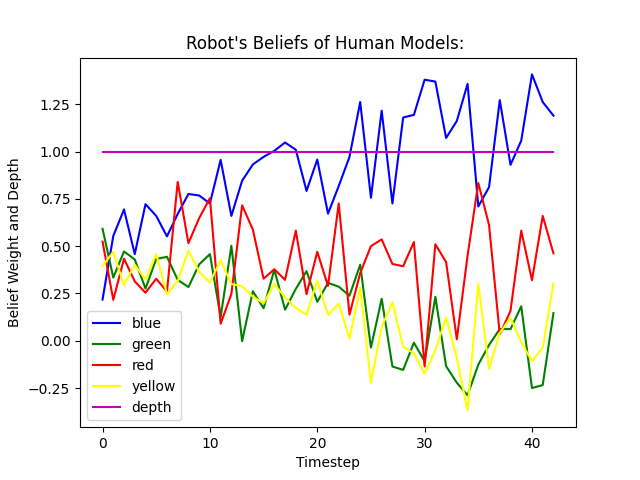 Robot's Beliefs of Human Models:
Belief Weight and Depth
1.25
1.00
0.75
0.50
0.25
0.00
−0.25
blue
green
red
yellow
depth
0 10 20 30 40
Timestep